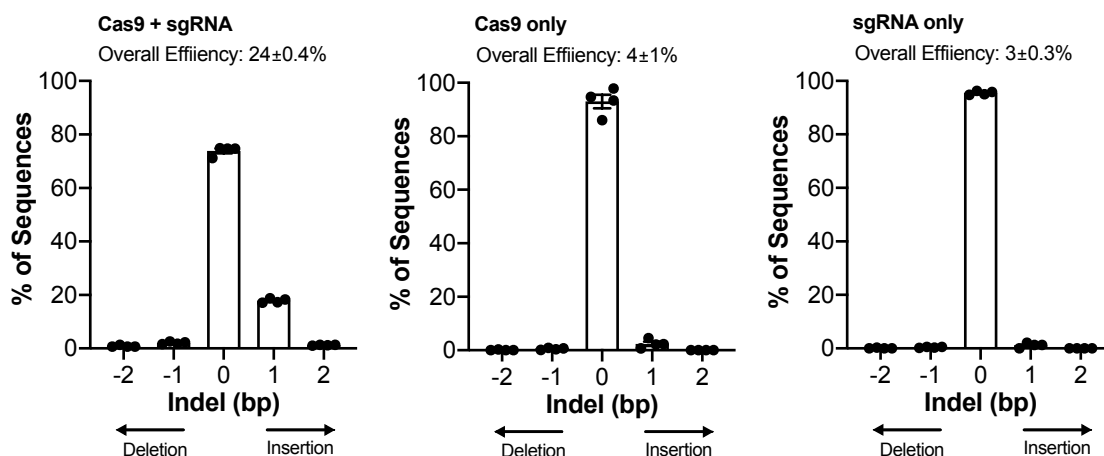 Cas9 + sgRNA
Overall Effiiency: 24±0.4%
% of Sequences
100
80
60
40
20
0
-2 -1 0 1 2
Indel (bp)
Deletion Insertion
Cas9 only
Overall Effiiency: 4±1%
% of Sequences
100
80
60
40
20
0
-2 -1 0 1 2
Indel (bp)
Deletion Insertion
sgRNA only
Overall Effiiency: 3±0.3%
% of Sequences
100
80
60
40
20
0
-2 -1 0 1 2
Indel (bp)
Deletion Insertion